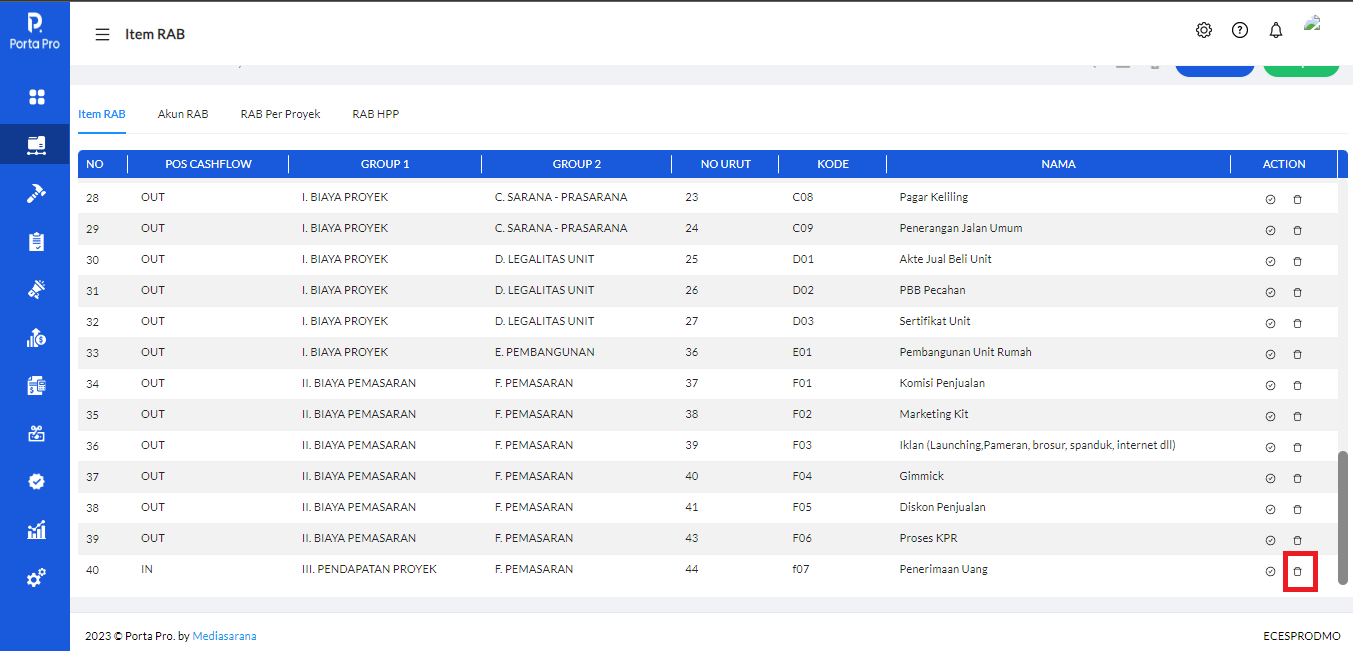 Porta Pro
Item RAB
Item RAB Akun RAB RAB Per Proyek RAB HPP
NO POS CASHFLOW GROUP 1 GROUP 2 NO URUT KODE NAMA ACTION
28 OUT I. BIAYA PROYEK C. SARANA - PRASARANA 23 C08 Pagar Keliling
29 OUT I. BIAYA PROYEK C. SARANA - PRASARANA 24 C09 Penerangan Jalan Umum
30 OUT I. BIAYA PROYEK D. LEGALITAS UNIT 25 D01 Akte Jual Beli Unit
31 OUT I. BIAYA PROYEK D. LEGALITAS UNIT 26 D02 PBB Pecahan
32 OUT I. BIAYA PROYEK D. LEGALITAS UNIT 27 D03 Sertifikat Unit
33 OUT I. BIAYA PROYEK E. PEMBANGUNAN 36 E01 Pembangunan Unit Rumah
34 OUT II. BIAYA PEMASARAN F. PEMASARAN 37 F01 Komisi Penjualan
35 OUT II. BIAYA PEMASARAN F. PEMASARAN 38 F02 Marketing Kit
36 OUT II. BIAYA PEMASARAN F. PEMASARAN 39 F03 Iklan (Launching,Pameran, brosur, spanduk, internet dll)
37 OUT II. BIAYA PEMASARAN F. PEMASARAN 40 F04 Gimmick
38 OUT II. BIAYA PEMASARAN F. PEMASARAN 41 F05 Diskon Penjualan
39 OUT II. BIAYA PEMASARAN F. PEMASARAN 43 F06 Proses KPR
40 IN III. PENDAPATAN PROYEK F. PEMASARAN 44 f07 Penerimaan Uang
2023 © Porta Pro. by Mediasarana ECESPRODMO